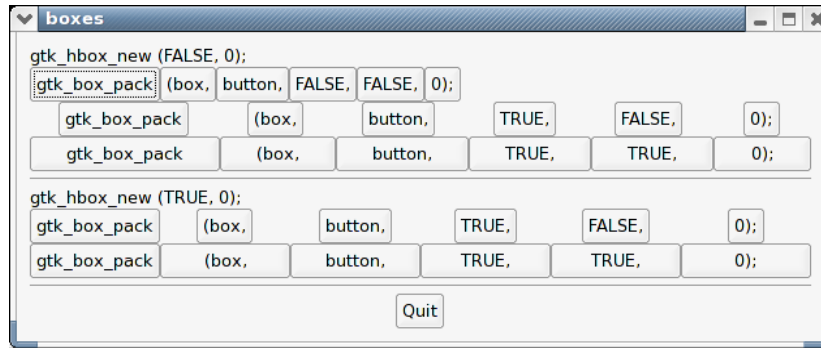 boxes
gtk_hbox_new (FALSE, 0);
gtk_box_pack (box, button, FALSE, FALSE, 0);
gtk_box_pack (box, button, TRUE, FALSE, 0);
gtk_box_pack (box, button, TRUE, TRUE, 0);
gtk_hbox_new (TRUE, 0);
gtk_box_pack (box, button, TRUE, FALSE, 0);
gtk_box_pack (box, button, TRUE, TRUE, 0);
Quit